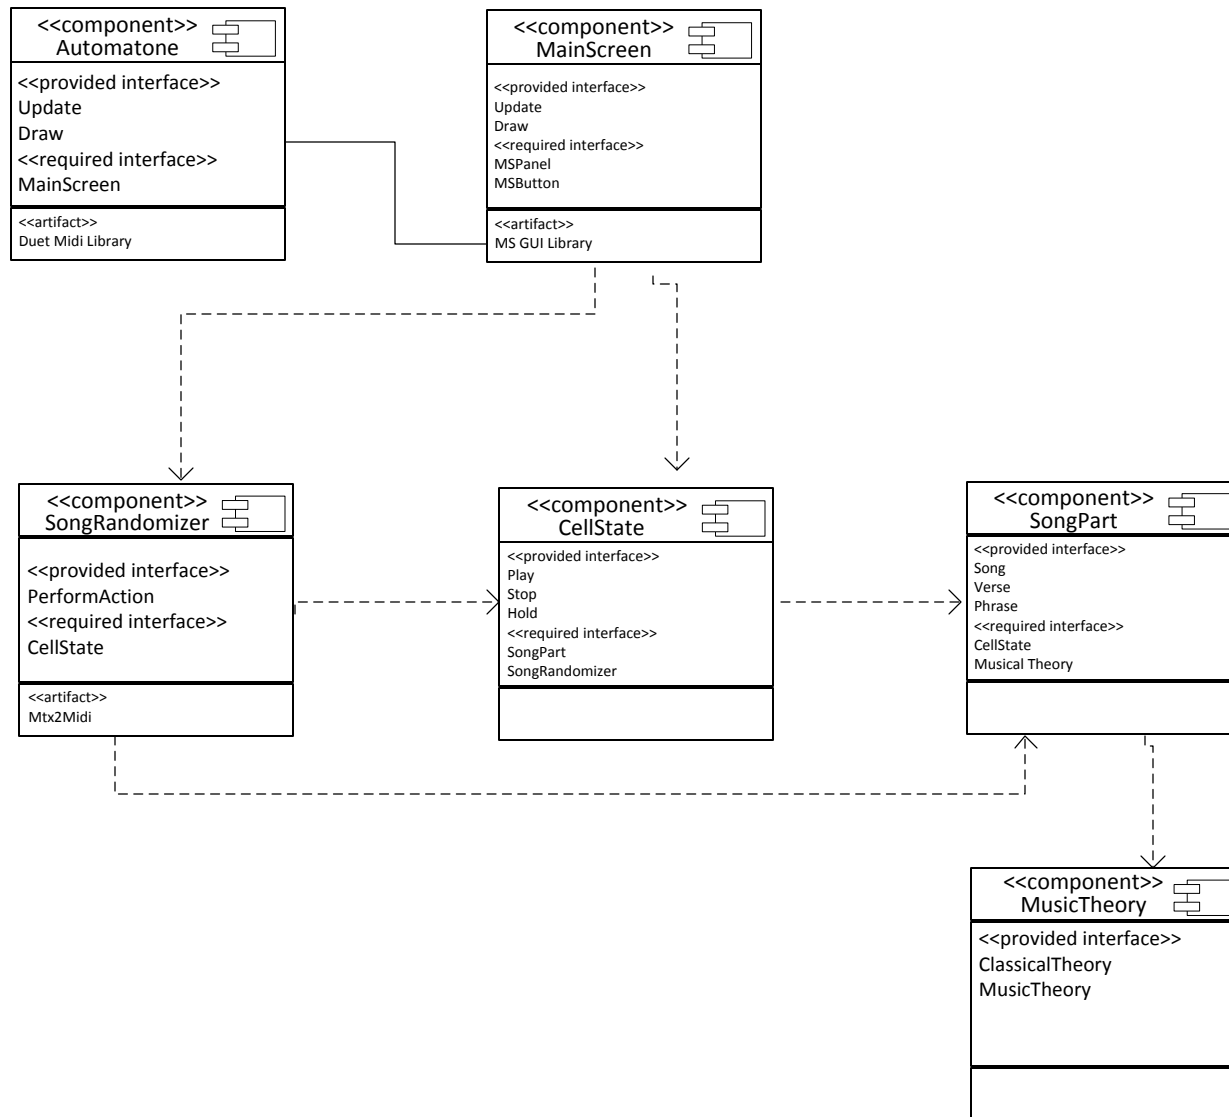 <<component>>
Automatone
<<provided interface>>
Update
Draw
<<required interface>>
MainScreen
<<artifact>>
Duet Midi Library
<<component>>
MainScreen
<<provided interface>>
Update
Draw
<<required interface>>
MSPanel
MSButton
<<artifact>>
MS GUI Library
<<component>>
SongRandomizer
<<provided interface>>
PerformAction
<<required interface>>
CellState
<<artifact>>
Mtx2Midi
<<component>>
CellState
<<provided interface>>
Play
Stop
Hold
<<required interface>>
SongPart
SongRandomizer
<<component>>
SongPart
<<provided interface>>
Song
Verse
Phrase
<<required interface>>
CellState
Musical Theory
<<component>>
MusicTheory
<<provided interface>>
ClassicalTheory
MusicTheory